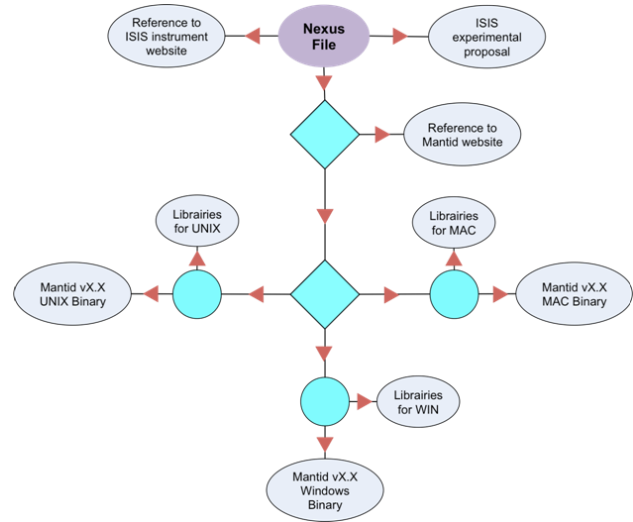 Reference to
ISIS instrument
website
Nexus
File
ISIS
experimental
proposal
Reference to
Mantid website
Librairies
for UNIX
Librairies
for MAC
Mantid vX.X
UNIX Binary
Mantid vX.X
MAC Binary
Librairies
for WIN
Mantid vX.X
Windows
Binary